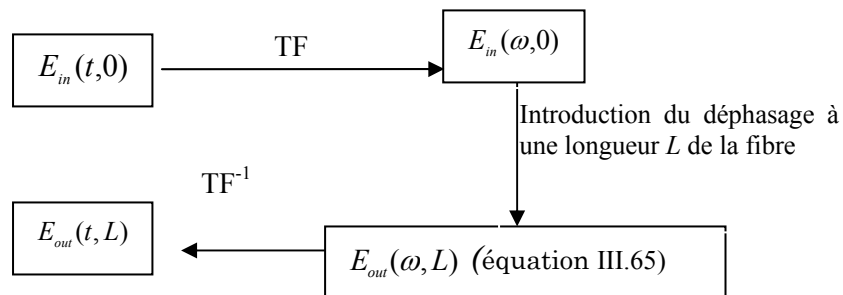 E_in(t,0)
TF
E_in(ω,0)
Introduction du déphasage à
une longueur L de la fibre
TF⁻¹
E_out(t,L)
E_out(ω,L) (équation III.65)